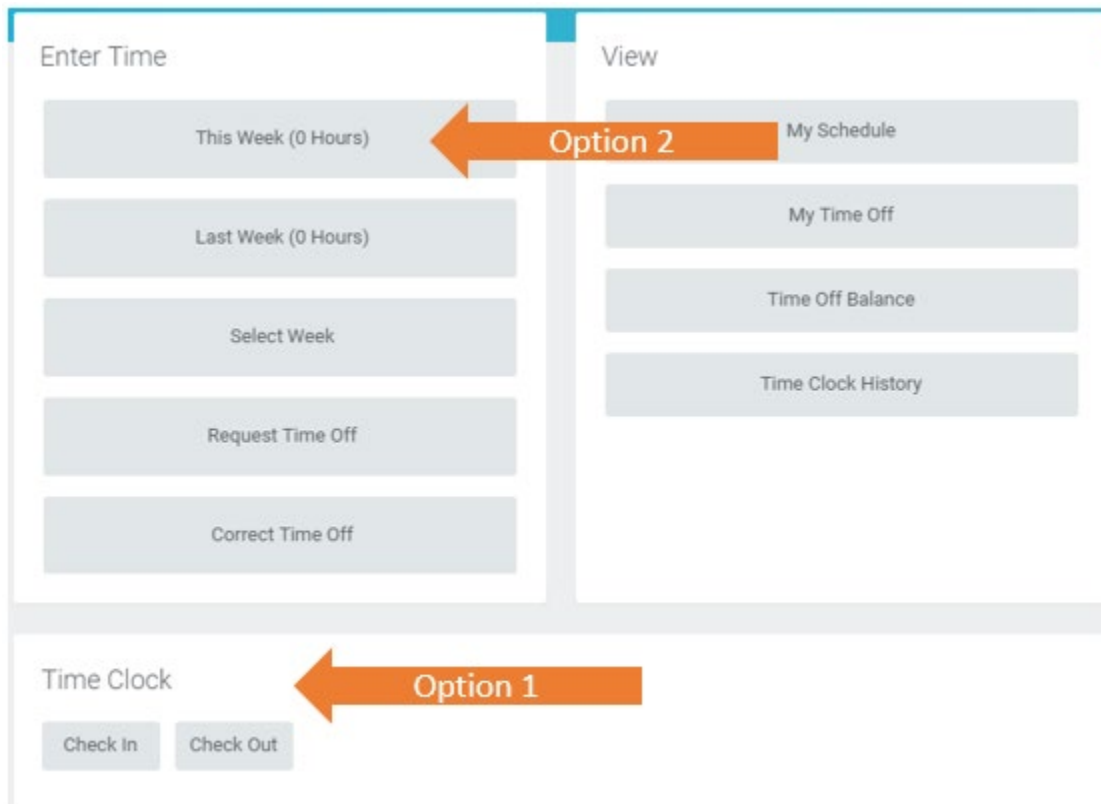 Enter Time
This Week (0 Hours)
Option 2
Last Week (0 Hours)
Select Week
Request Time Off
Correct Time Off
View
My Schedule
My Time Off
Time Off Balance
Time Clock History
Time Clock
Option 1
Check In
Check Out